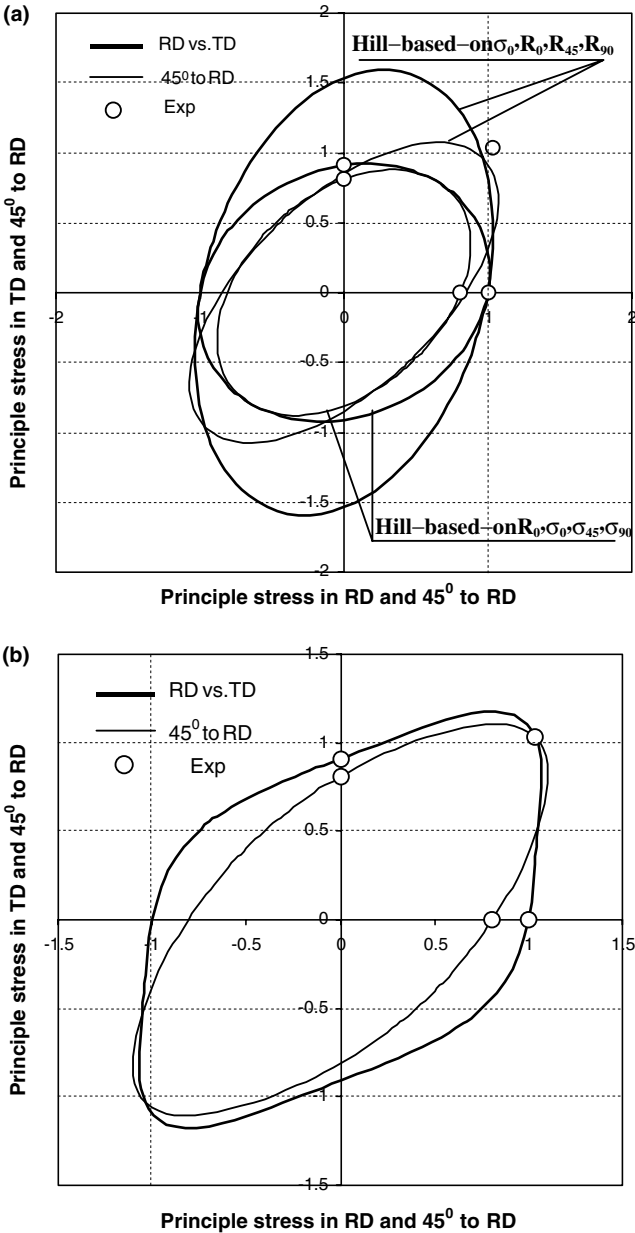 (a)
2
RD vs.TD
45⁰ to RD
Exp
Hill–based–onσ₀,R₀,R₄₅,R₉₀
1.5
1
0.5
0
-2
-1
0
1
2
-0.5
-1
-1.5
Hill–based–onR₀,σ₀,σ₄₅,σ₉₀
-2
Principle stress in TD and 45⁰ to RD
Principle stress in RD and 45⁰ to RD
(b)
1.5
RD vs.TD
45⁰ to RD
Exp
1
0.5
0
-1.5
-1
-0.5
0
0.5
1
1.5
-0.5
-1
-1.5
Principle stress in TD and 45⁰ to RD
Principle stress in RD and 45⁰ to RD